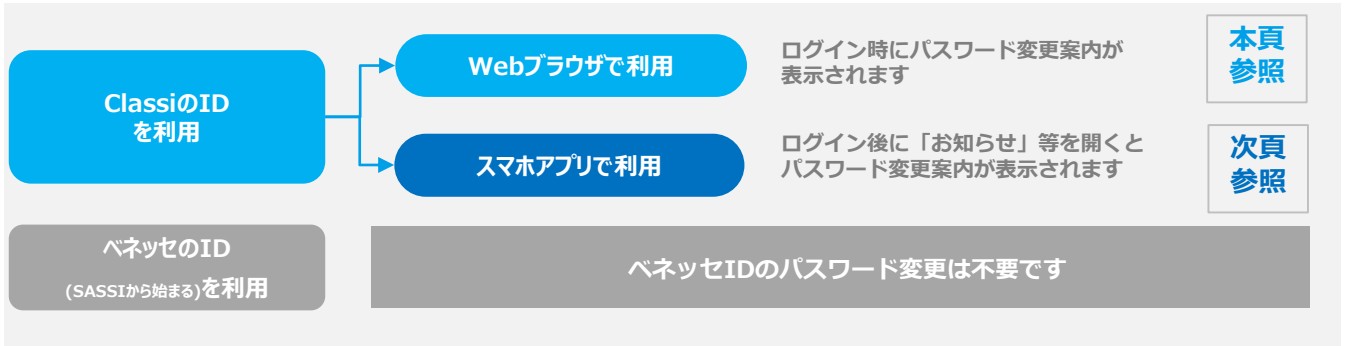 ClassiのID
を利用
Webブラウザで利用
ログイン時にパスワード変更案内が
表示されます
本頁
参照
スマホアプリで利用
ログイン後に「お知らせ」等を開くと
パスワード変更案内が表示されます
次頁
参照
ベネッセのID
(SASSIから始まる)を利用
ベネッセIDのパスワード変更は不要です